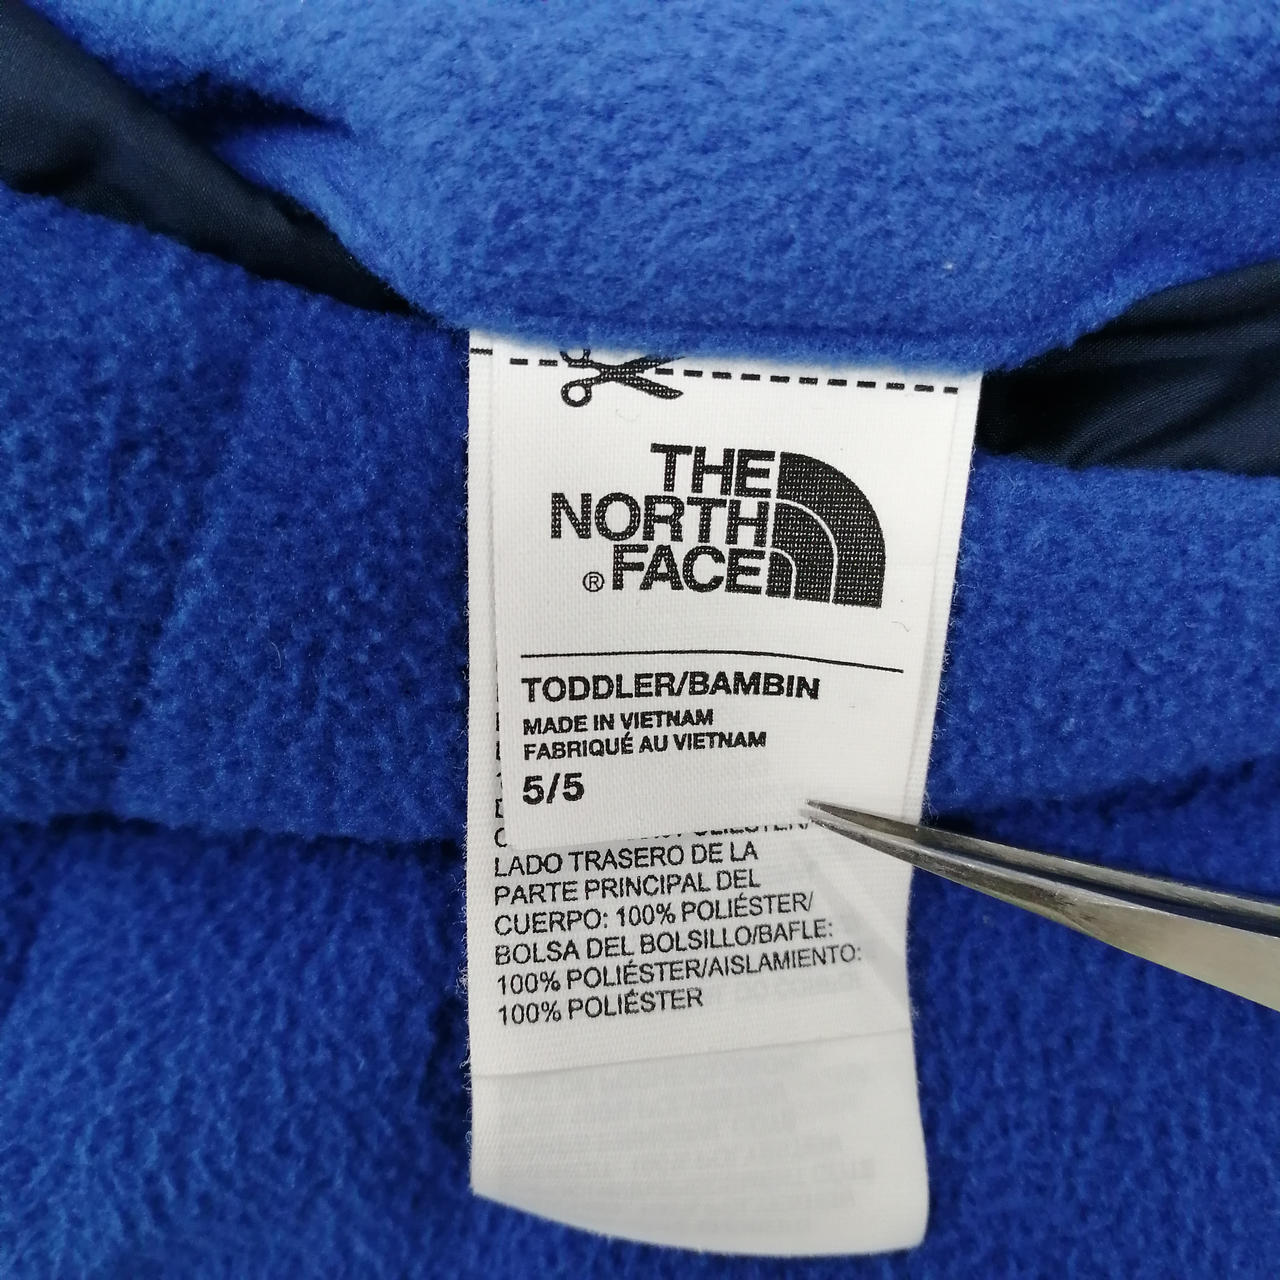 THE
NORTH
® FACE
TODDLER/BAMBIN
MADE IN VIETNAM
FABRIQUÉ AU VIETNAM
5/5
LADO TRASERO DE LA
PARTE PRINCIPAL DEL
CUERPO: 100% POLIÉSTER/
BOLSA DEL BOLSILLO/BAFLE:
100% POLIÉSTER/AISLAMIENTO:
100% POLIÉSTER